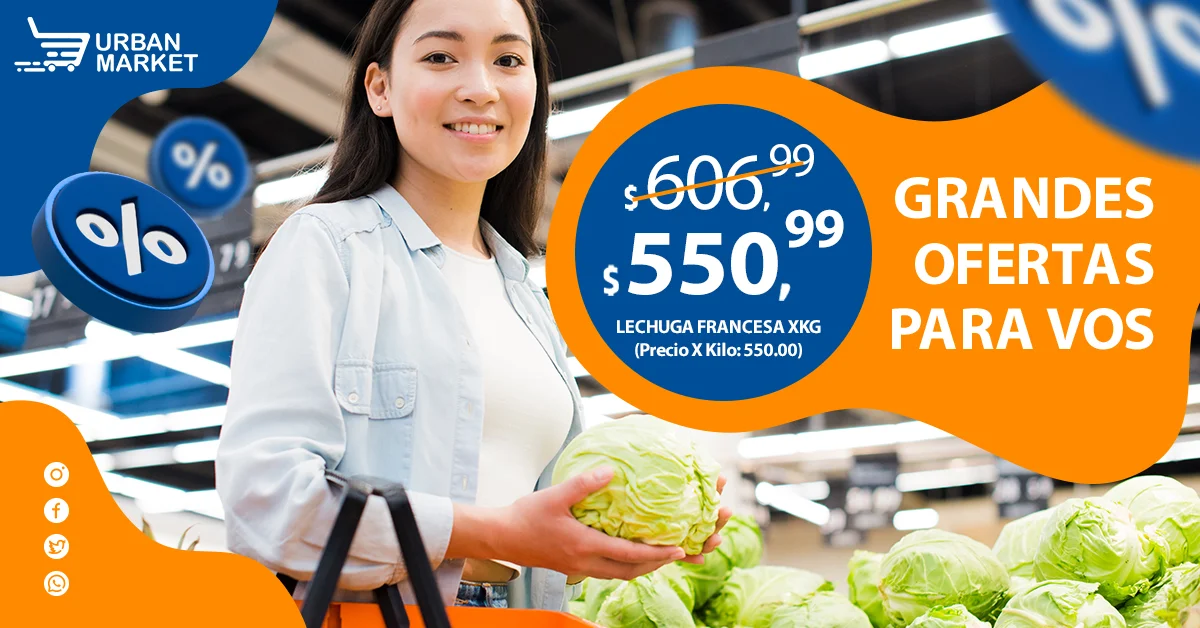 URBAN
MARKET
%
%
%
$606,99
$550,99
LECHUGA FRANCESA XKG
(Precio X Kilo: 550.00)
GRANDES
OFERTAS
PARA VOS